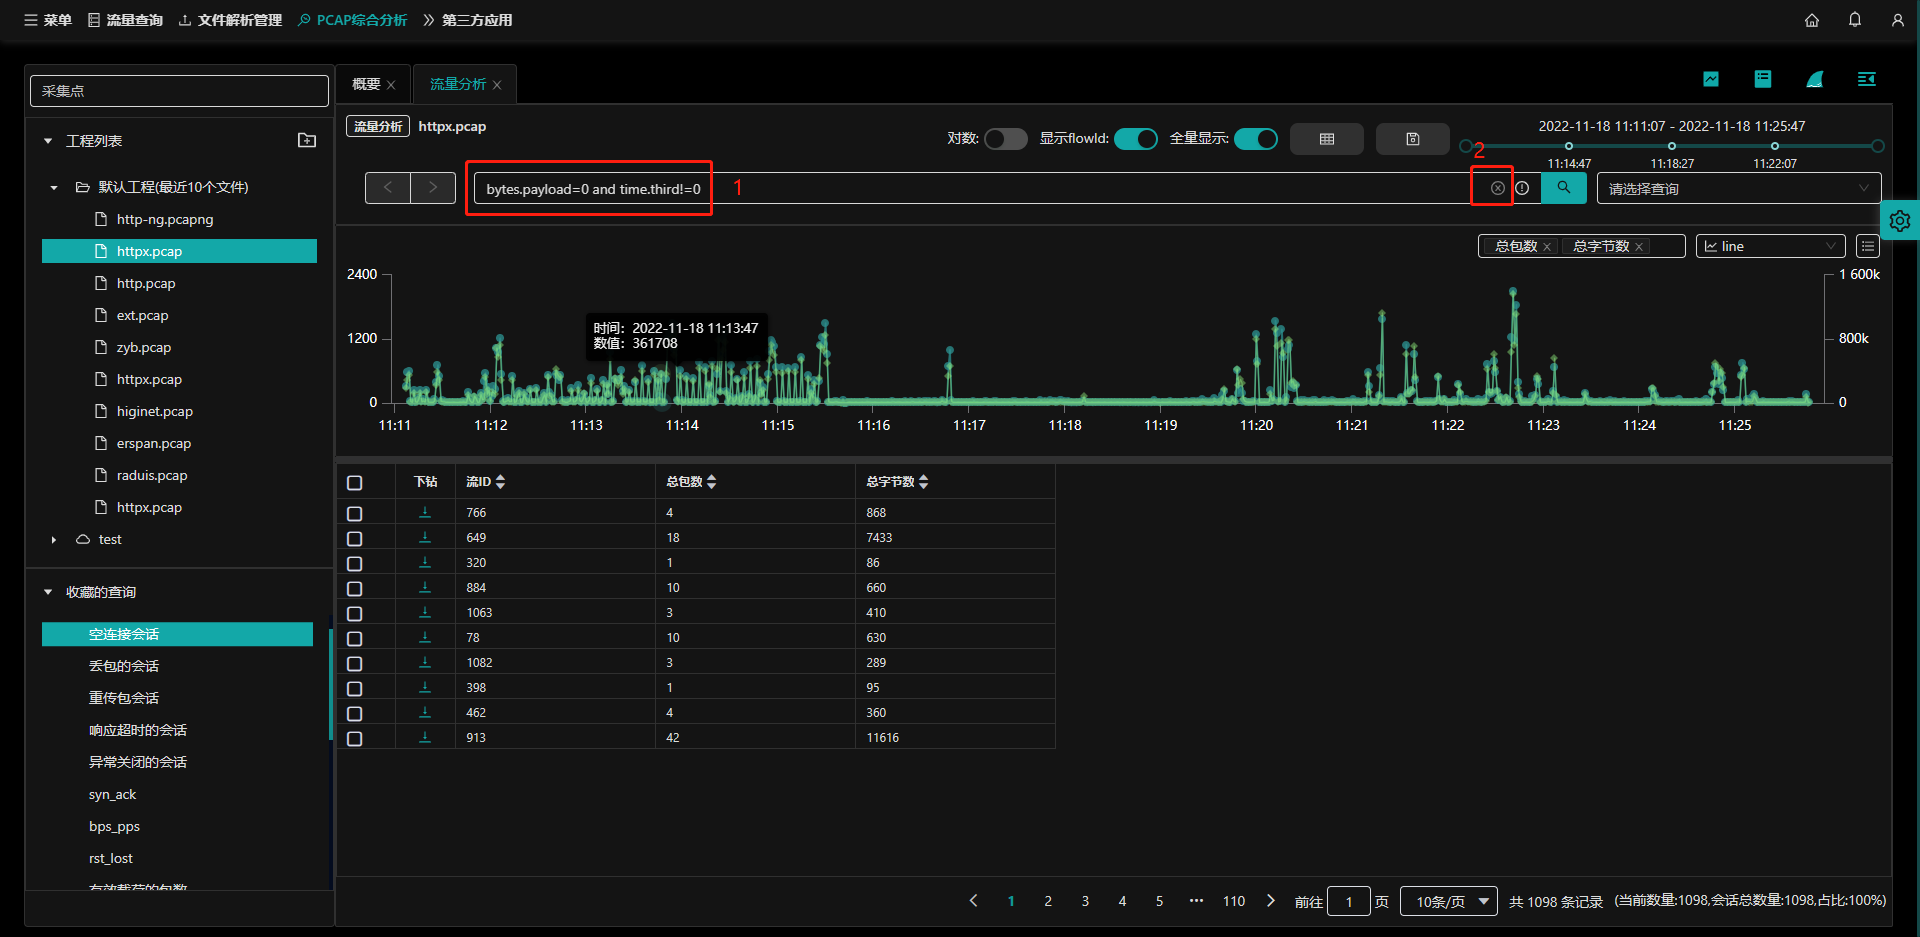 菜单 流量查询 文件解析管理 PCAP综合分析 第三方应用
采集点
工程列表
默认工程(最近10个文件)
http-ng.pcapng
httpx.pcap
http.pcap
ext.pcap
zyb.pcap
httpx.pcap
higinet.pcap
erspan.pcap
raduis.pcap
httpx.pcap
test
收藏的查询
空连接会话
丢包的会话
重传包会话
响应超时的会话
异常关闭的会话
syn_ack
bps_pps
rst_lost
有效载荷的包数
概要 流量分析
流量分析 httpx.pcap
对数: 显示flowId: 全量显示:
2022-11-18 11:11:07 - 2022-11-18 11:25:47
11:14:47 11:18:27 11:22:07
bytes.payload=0 and time.third!=0 1 2
请选择查询
总包数 总字节数 line
2400 1 600k
1200 800k
0 0
时间: 2022-11-18 11:13:47
数值: 361708
11:11 11:12 11:13 11:14 11:15 11:16 11:17 11:18 11:19 11:20 11:21 11:22 11:23 11:24 11:25
下钻 流ID 总包数 总字节数
766 4 868
649 18 7433
320 1 86
884 10 660
1063 3 410
78 10 630
1082 3 289
398 1 95
462 4 360
913 42 11616
1 2 3 4 5 ··· 110 前往 1 页 10条/页 共 1098 条记录 (当前数量:1098,会话总数量:1098,占比:100%)